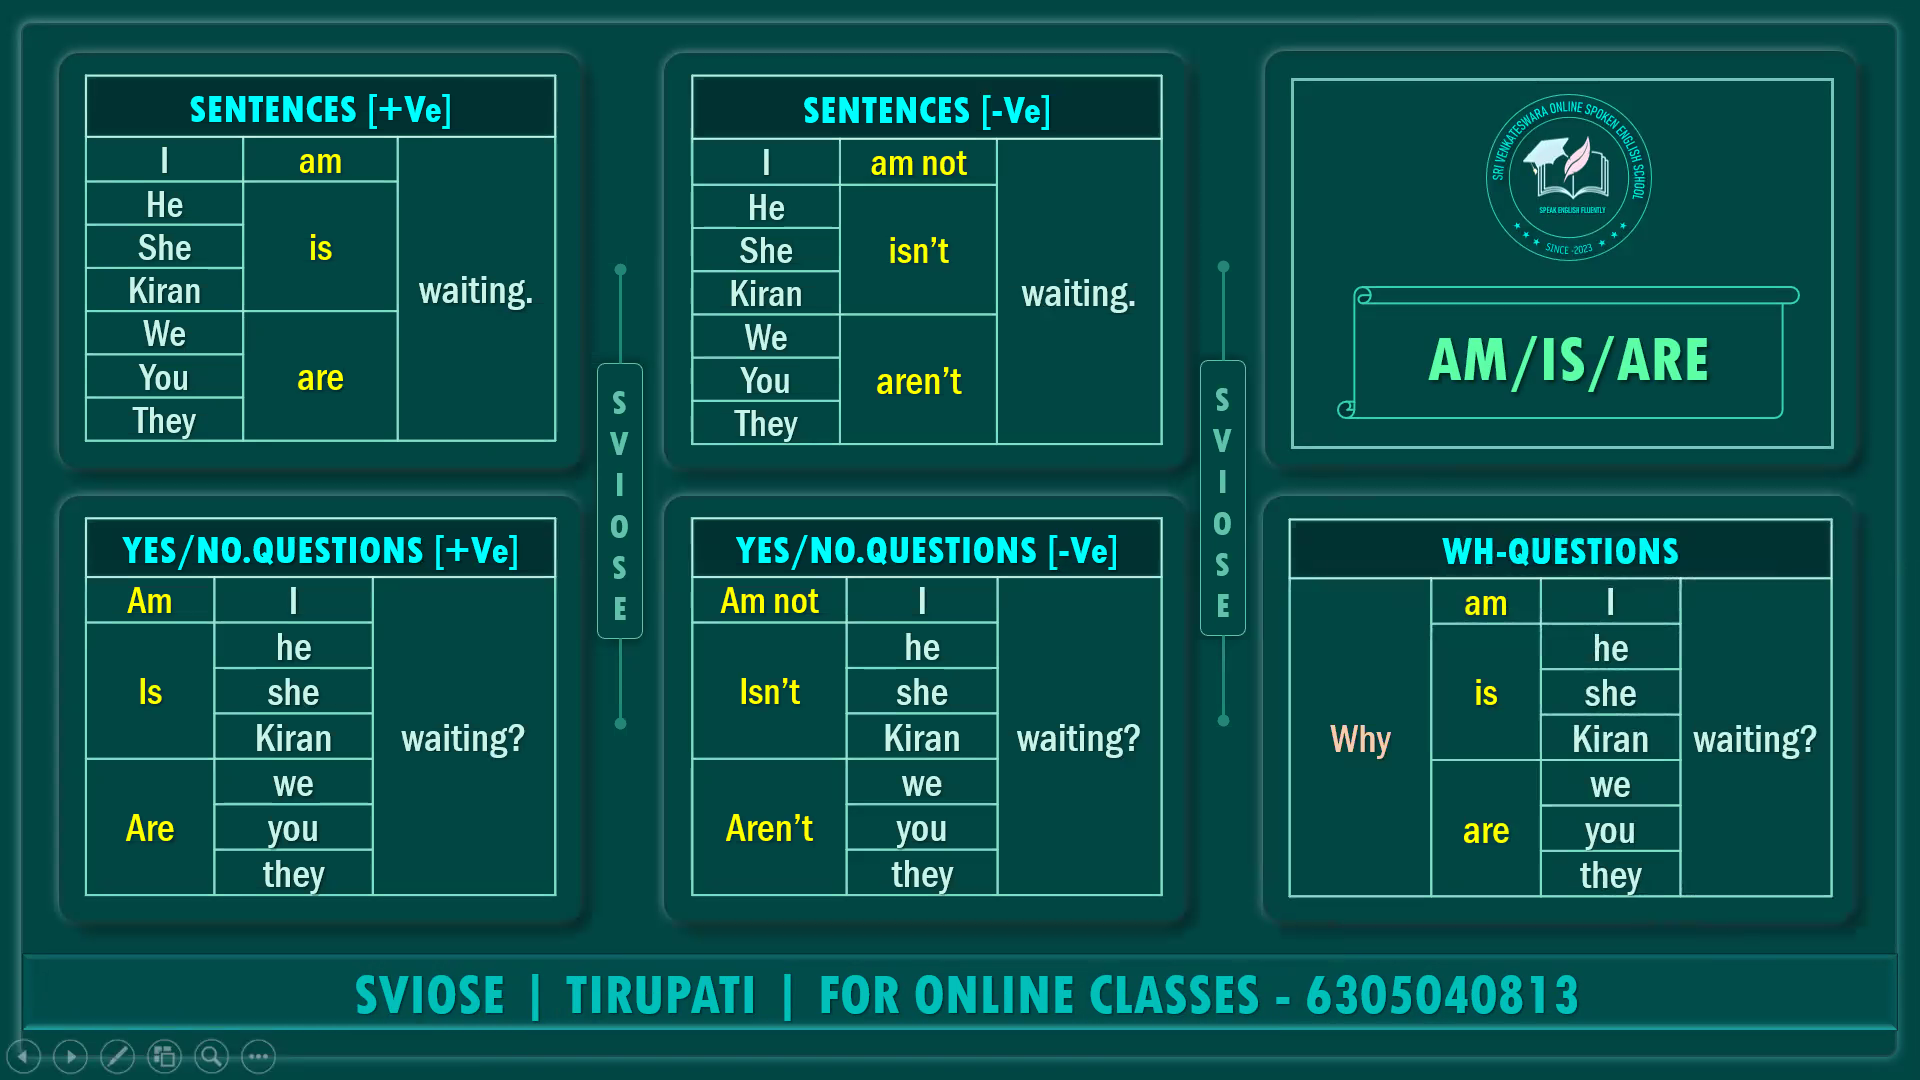 SENTENCES [+Ve]
I am
He
She is
Kiran waiting.
We
You are
They
SENTENCES [-Ve]
I am not
He
She isn't
Kiran waiting.
We
You aren't
They
SRI VENKATESWARA ONLINE SPOKEN ENGLISH SCHOOL
SPEAK ENGLISH FLUENTLY
SINCE -2023
AM/IS/ARE
SVIOSE
SVIOSE
YES/NO.QUESTIONS [+Ve]
Am I
he
Is she
Kiran waiting?
we
Are you
they
YES/NO.QUESTIONS [-Ve]
Am not I
he
Isn't she
Kiran waiting?
we
Aren't you
they
WH-QUESTIONS
am I
he
is she
Why Kiran waiting?
we
are you
they
SVIOSE | TIRUPATI | FOR ONLINE CLASSES - 6305040813